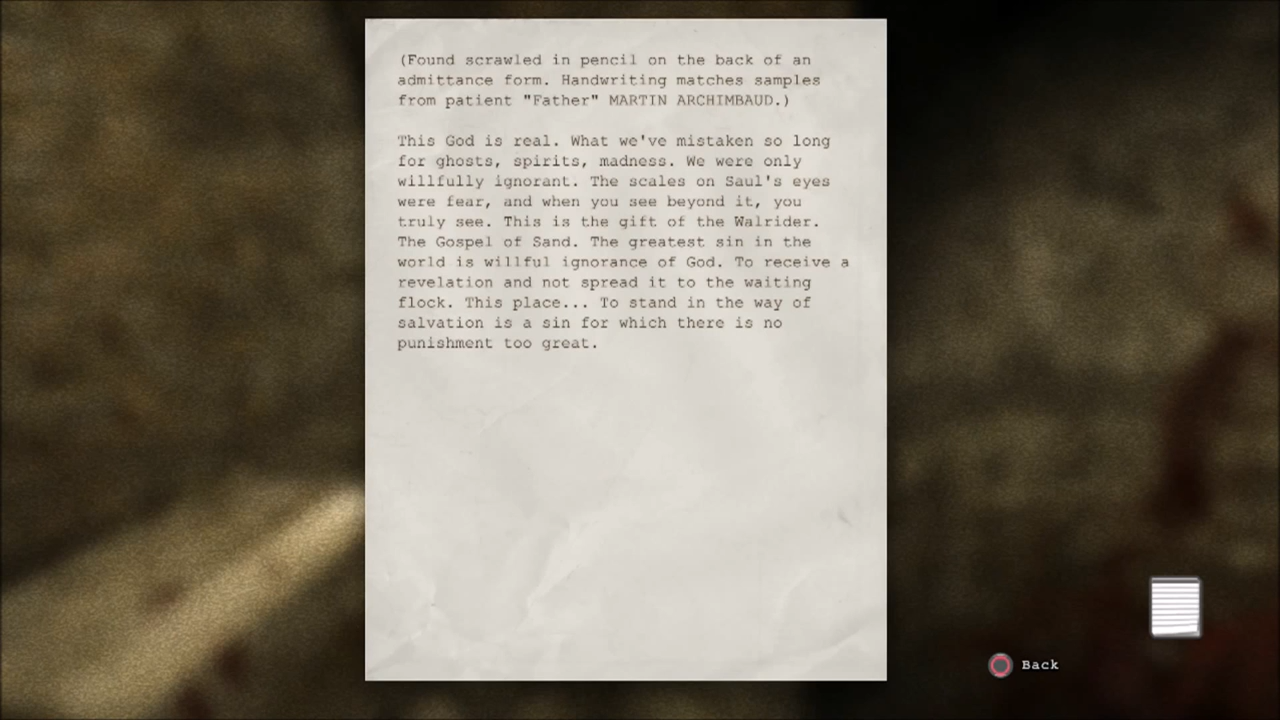 (Found scrawled in pencil on the back of an
admittance form. Handwriting matches samples
from patient "Father" MARTIN ARCHIMBAUD.)
This God is real. What we've mistaken so long
for ghosts, spirits, madness. We were only
willfully ignorant. The scales on Saul's eyes
were fear, and when you see beyond it, you
truly see. This is the gift of the Walrider.
The Gospel of Sand. The greatest sin in the
world is willful ignorance of God. To receive a
revelation and not spread it to the waiting
flock. This place... To stand in the way of
salvation is a sin for which there is no
punishment too great.
Back